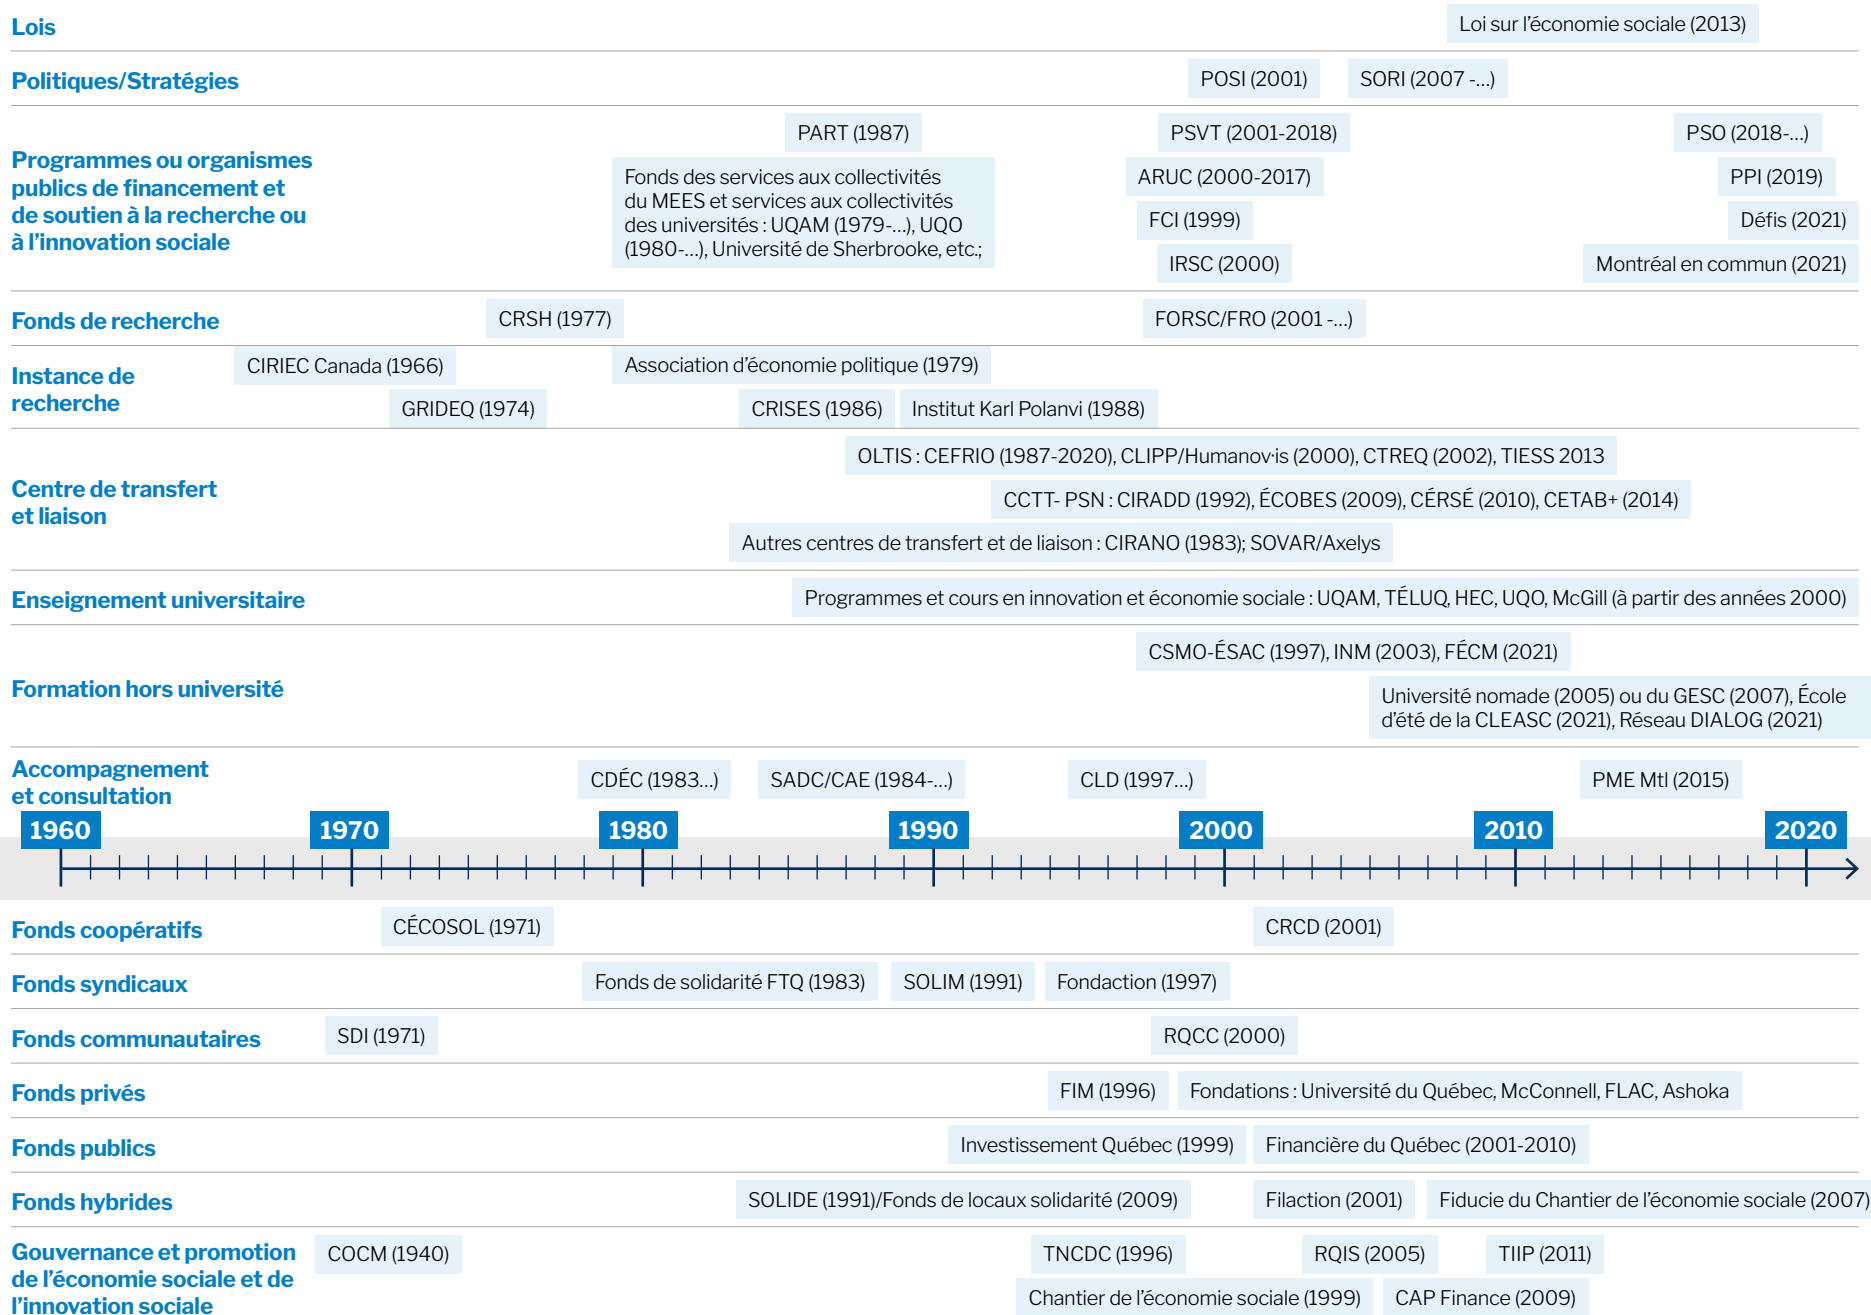 Lois
Loi sur l'économie sociale (2013)
Politiques/Stratégies
POSI (2001)
SORI (2007 -...)
Programmes ou organismes
publics de financement et
de soutien à la recherche ou
à l'innovation sociale
PART (1987)
PSVT (2001-2018)
PSO (2018-...)
Fonds des services aux collectivités
du MEES et services aux collectivités
des universités : UQAM (1979-...), UQO
(1980-...), Université de Sherbrooke, etc.;
ARUC (2000-2017)
PPI (2019)
FCI (1999)
Défis (2021)
IRSC (2000)
Montréal en commun (2021)
Fonds de recherche
CRSH (1977)
FORSC/FRO (2001 -...)
Instance de
recherche
CIRIEC Canada (1966)
Association d'économie politique (1979)
GRIDEQ (1974)
CRISES (1986)
Institut Karl Polanvi (1988)
Centre de transfert
et liaison
OLTIS : CEFRIO (1987-2020), CLIPP/Humanov·is (2000), CTREQ (2002), TIESS 2013
CCTT- PSN : CIRADD (1992), ÉCOBES (2009), CÉRSÉ (2010), CETAB+ (2014)
Autres centres de transfert et de liaison : CIRANO (1983); SOVAR/Axelys
Enseignement universitaire
Programmes et cours en innovation et économie sociale : UQAM, TÉLUQ, HEC, UQO, McGill (à partir des années 2000)
Formation hors université
CSMO-ÉSAC (1997), INM (2003), FÉCM (2021)
Université nomade (2005) ou du GESC (2007), École
d'été de la CLEASC (2021), Réseau DIALOG (2021)
Accompagnement
et consultation
CDÉC (1983...)
SADC/CAE (1984-...)
CLD (1997...)
PME Mtl (2015)
1960
1970
1980
1990
2000
2010
2020
Fonds coopératifs
CÉCOSOL (1971)
CRCD (2001)
Fonds syndicaux
Fonds de solidarité FTQ (1983)
SOLIM (1991)
Fondaction (1997)
Fonds communautaires
SDI (1971)
RQCC (2000)
Fonds privés
FIM (1996)
Fondations : Université du Québec, McConnell, FLAC, Ashoka
Fonds publics
Investissement Québec (1999)
Financière du Québec (2001-2010)
Fonds hybrides
SOLIDE (1991)/Fonds de locaux solidarité (2009)
Filaction (2001)
Fiducie du Chantier de l'économie sociale (2007)
Gouvernance et promotion
de l'économie sociale et de
l'innovation sociale
COCM (1940)
TNCDC (1996)
RQIS (2005)
TIIP (2011)
Chantier de l'économie sociale (1999)
CAP Finance (2009)